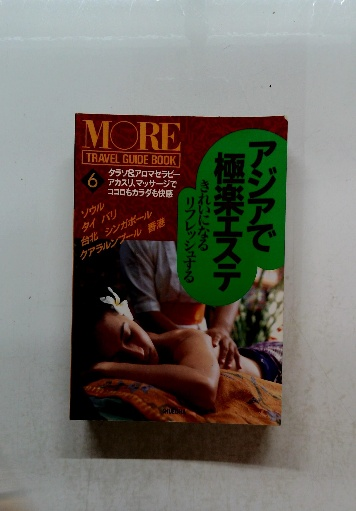 MORE
TRAVEL GUIDE BOOK
6
タラソ&アロマセラピー
アカスリ、マッサージで
ココロもカラダも快感
ソウル
タイ バリ
台北 シンガポール
クアラルンプール 香港
アジアで
極楽エステ
きれいになる
リフレッシュする